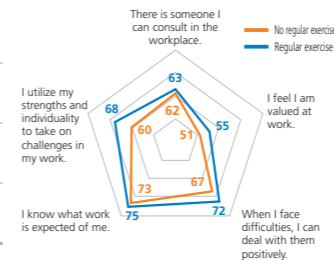 There is someone I
can consult in the
workplace.
No regular exercise
Regular exercise
63
62
I utilize my
strengths and
individuality
to take on
challenges in
my work.
68
60
51
55
I feel I am
valued at
work.
73
67
I know what work
is expected of me.
75
72
When I face
difficulties, I can
deal with them
positively.